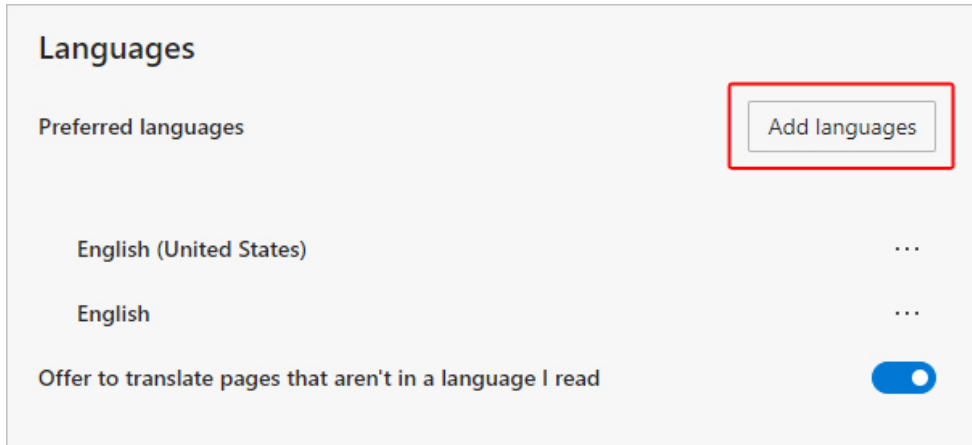 Languages
Preferred languages
Add languages
English (United States)
...
English
...
Offer to translate pages that aren't in a language I read